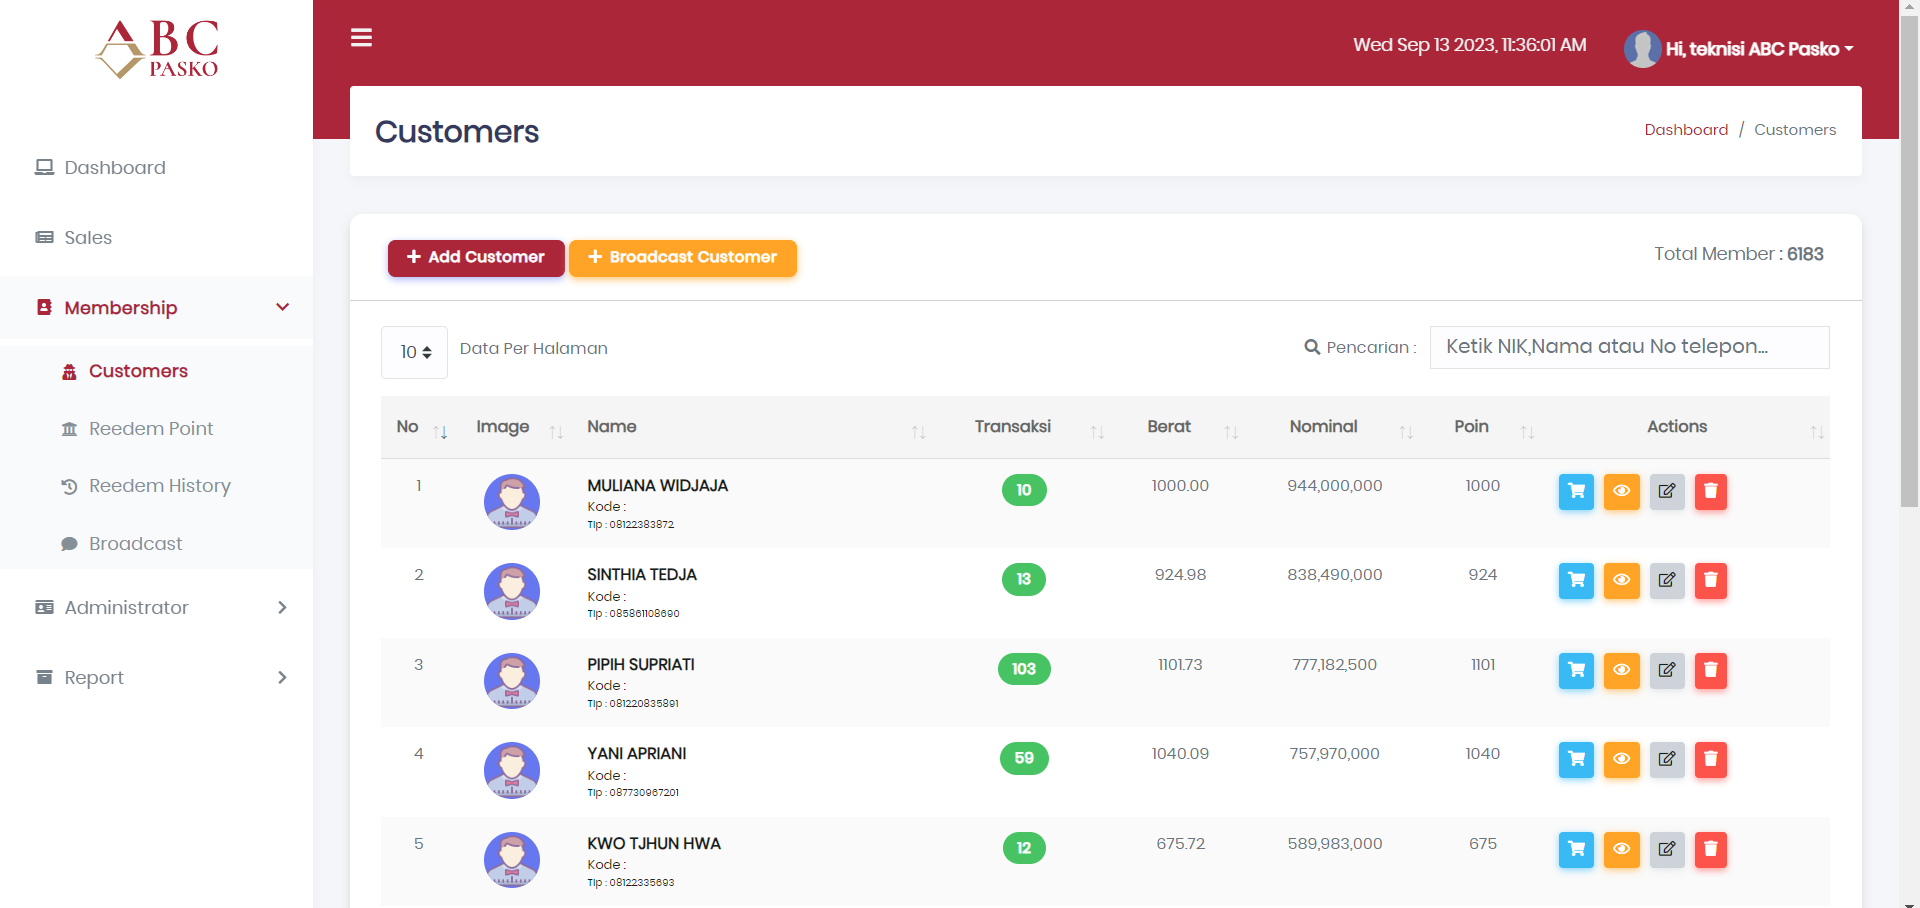 ABC
PASKO
Wed Sep 13 2023, 11:36:01 AM
Hi, teknisi ABC Pasko
Customers
Dashboard / Customers
Dashboard
Sales
Membership
Customers
Reedem Point
Reedem History
Broadcast
Administrator
Report
Add Customer
Broadcast Customer
Total Member : 6183
10
Data Per Halaman
Pencarian :
Ketik NIK,Nama atau No telepon...
No Image Name Transaksi Berat Nominal Poin Actions
1 MULIANA WIDJAJA 10 1000.00 944,000,000 1000
Kode :
Tlp : 08122383872
2 SINTHIA TEDJA 13 924.98 838,490,000 924
Kode :
Tlp : 085861108690
3 PIPIH SUPRIATI 103 1101.73 777,182,500 1101
Kode :
Tlp : 081220835891
4 YANI APRIANI 59 1040.09 757,970,000 1040
Kode :
Tlp : 087730967201
5 KWO TJHUN HWA 12 675.72 589,983,000 675
Kode :
Tlp : 08122335693